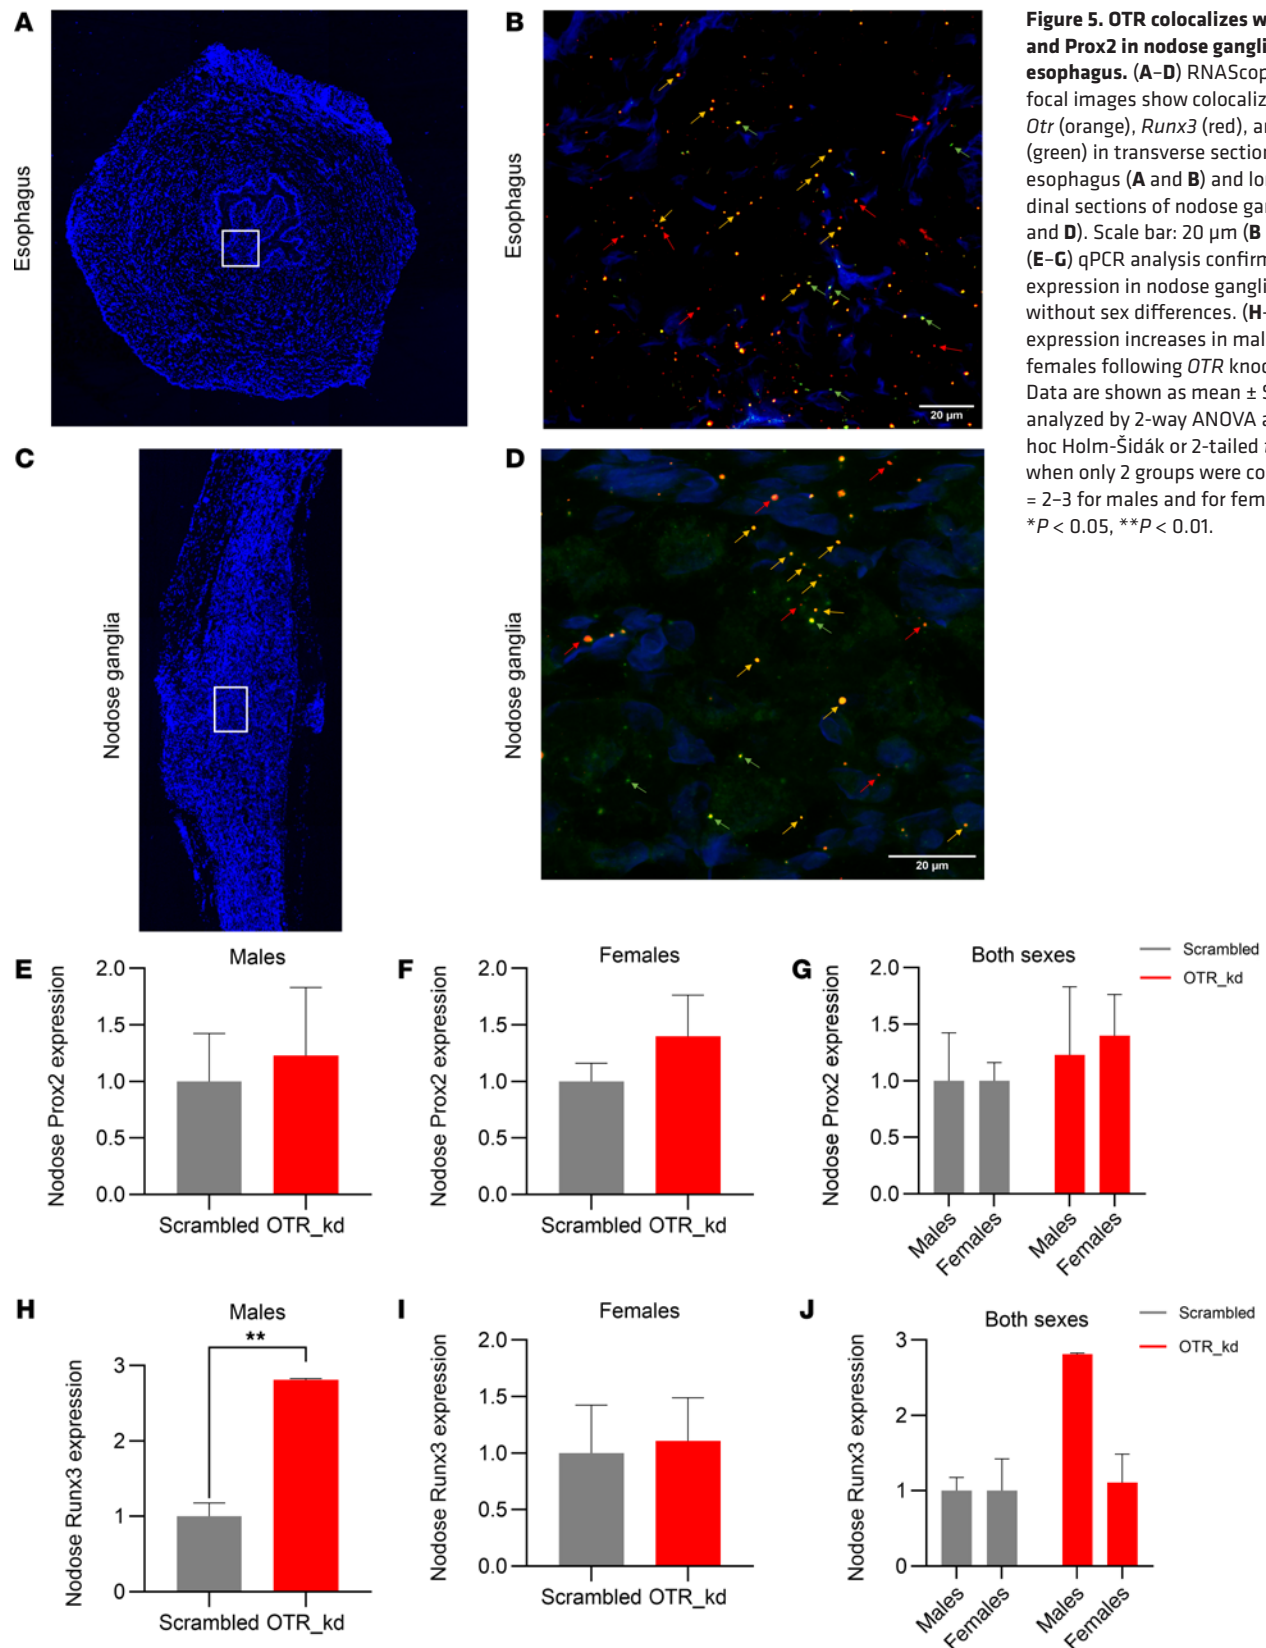 A
B
Esophagus
Esophagus
20 µm
Figure 5. OTR colocalizes w
and Prox2 in nodose gangli
esophagus. (A–D) RNAScop
focal images show colocaliz
Otr (orange), Runx3 (red), a
(green) in transverse section
esophagus (A and B) and lon
dinal sections of nodose gan
and D). Scale bar: 20 µm (B
(E–G) qPCR analysis confirm
expression in nodose gangli
without sex differences. (H–
expression increases in mal
females following OTR knoc
Data are shown as mean ± S
analyzed by 2-way ANOVA a
hoc Holm-Šidák or 2-tailed
when only 2 groups were co
= 2–3 for males and for fem
*P < 0.05, **P < 0.01.
C
D
Nodose ganglia
Nodose ganglia
20 µm
E
Males
Nodose Prox2 expression
2.0
1.5
1.0
0.5
0.0
Scrambled OTR_kd
F
Females
Nodose Prox2 expression
2.0
1.5
1.0
0.5
0.0
Scrambled OTR_kd
G
Both sexes
Scrambled
OTR_kd
Nodose Prox2 expression
2.0
1.5
1.0
0.5
0.0
Males
Females
Males
Females
H
Males
**
Nodose Runx3 expression
3
2
1
0
Scrambled OTR_kd
I
Females
Nodose Runx3 expression
2.0
1.5
1.0
0.5
0.0
Scrambled OTR_kd
J
Both sexes
Scrambled
OTR_kd
Nodose Runx3 expression
3
2
1
0
Males
Females
Males
Females